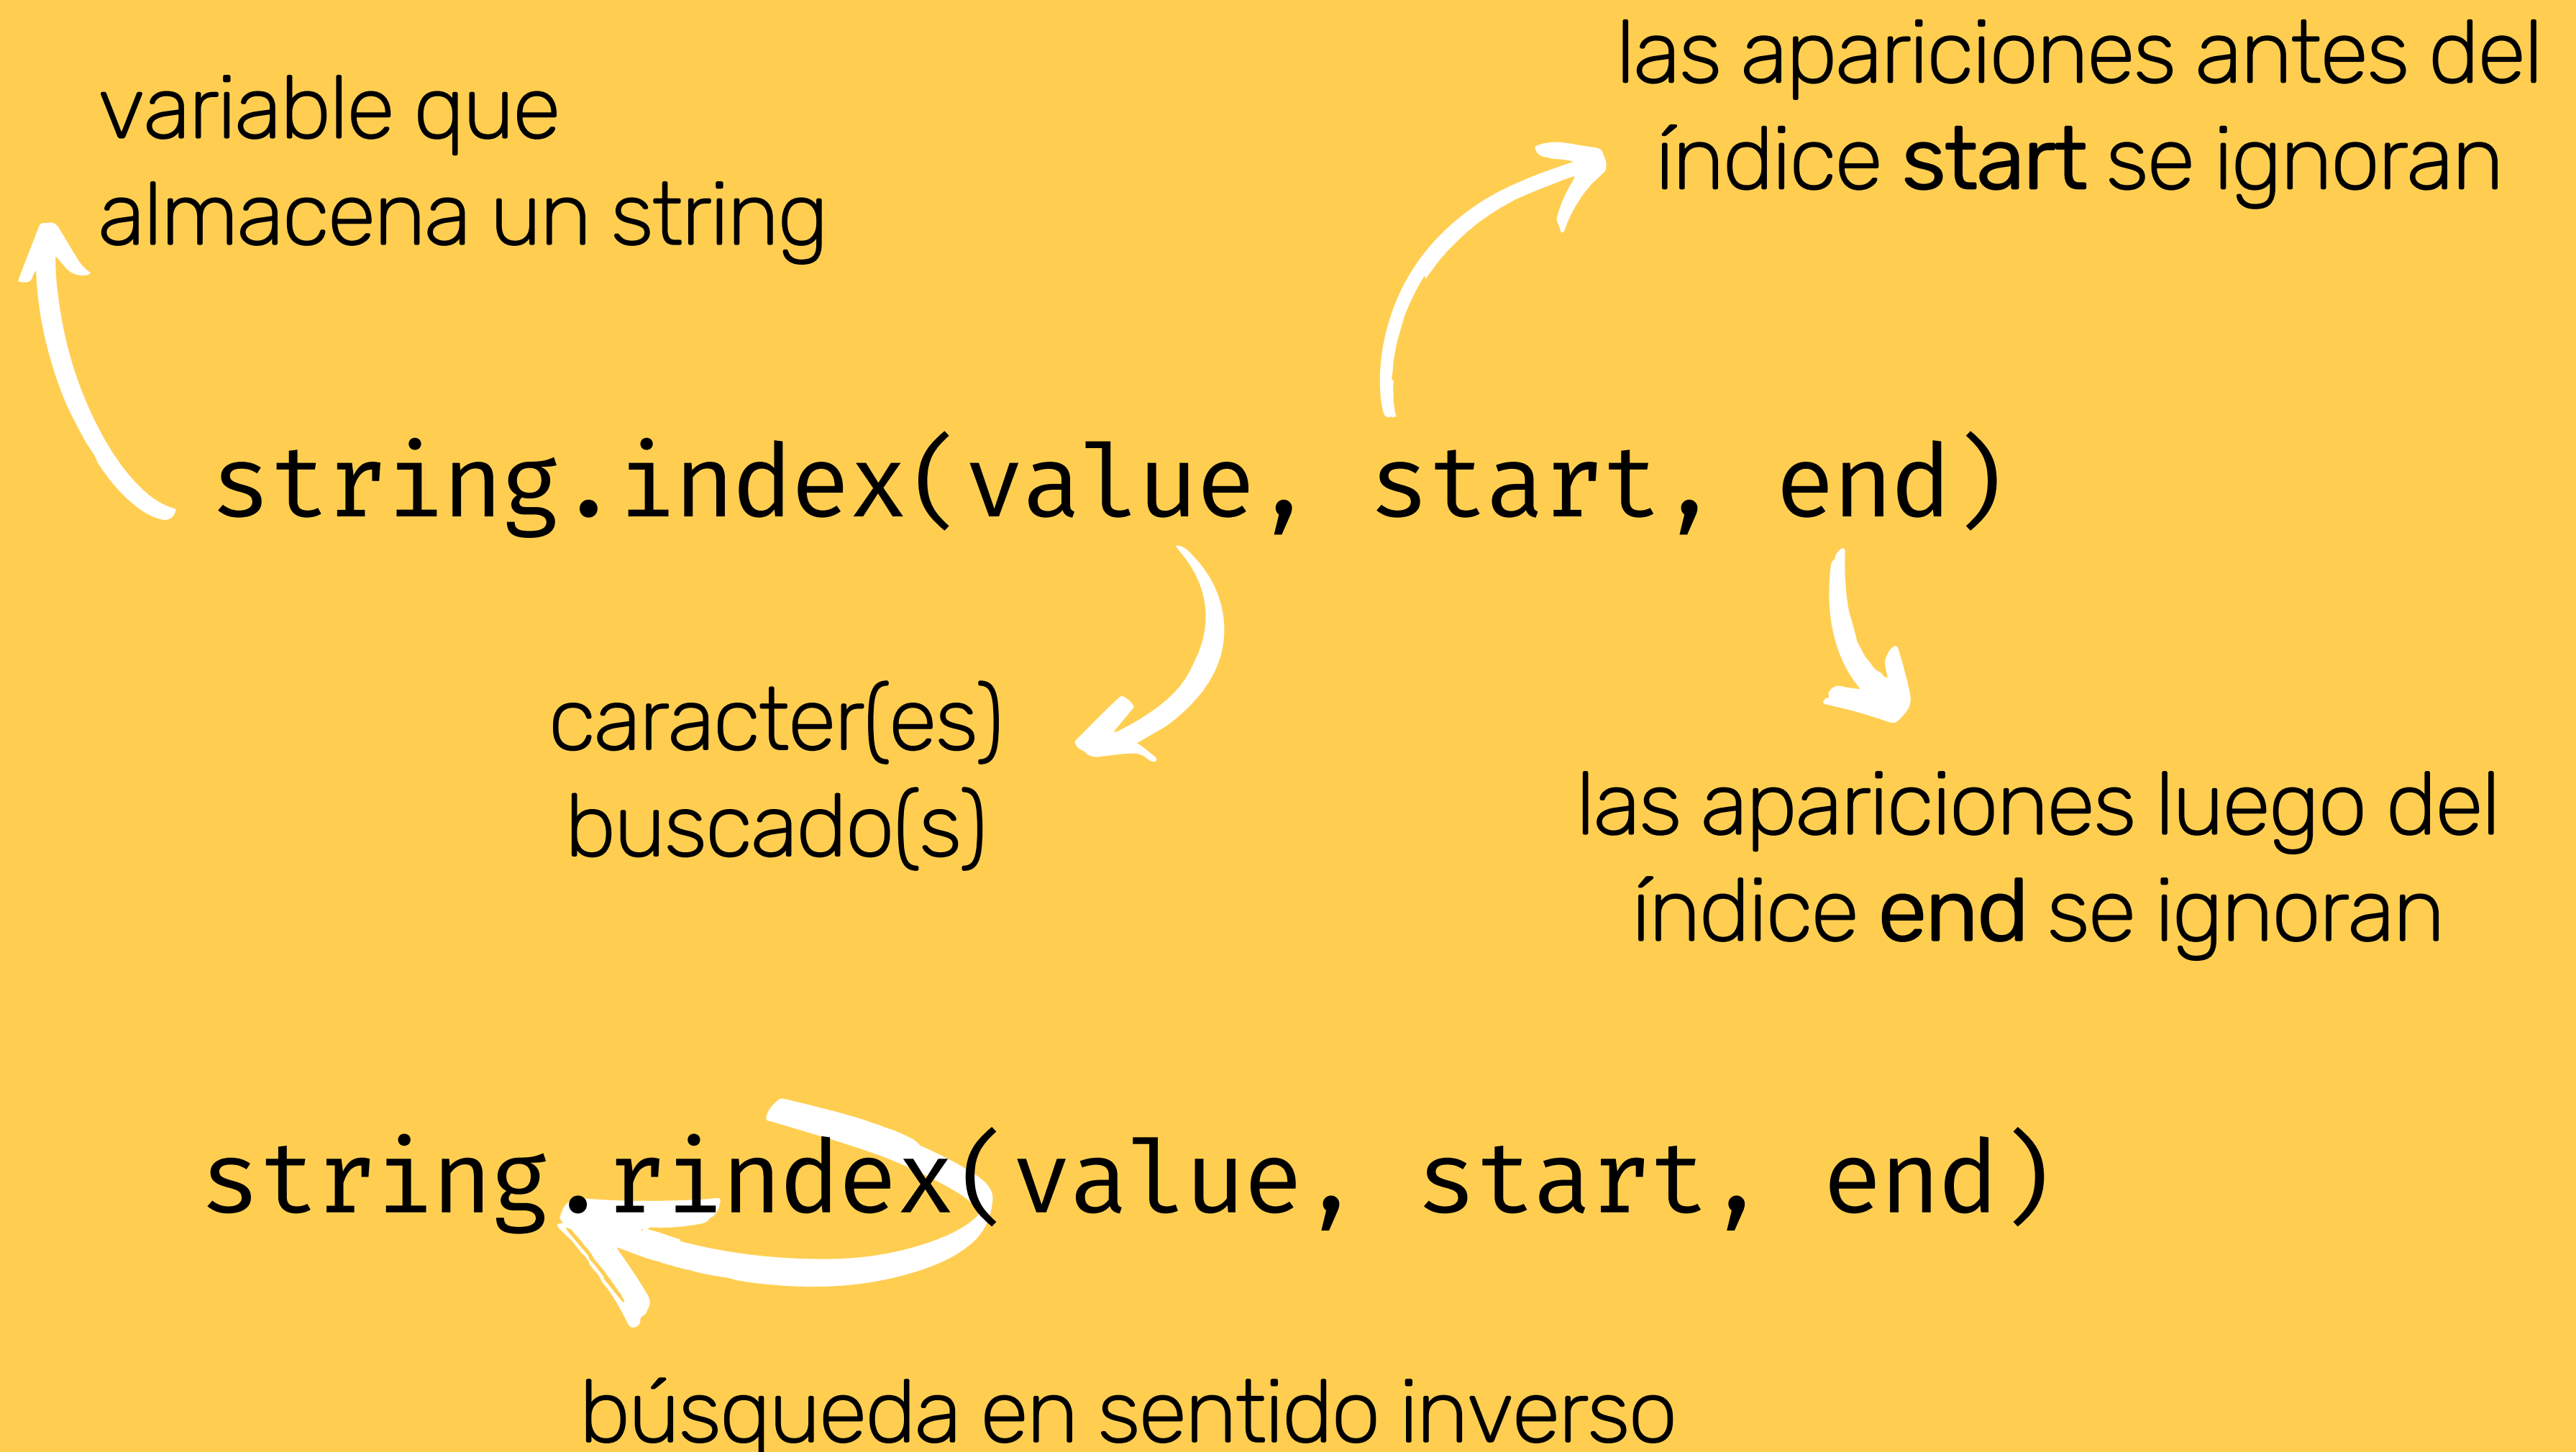 variable que
almacena un string
las apariciones antes del
índice start se ignoran
string.index(value, start, end)
caracter(es)
buscado(s)
las apariciones luego del
índice end se ignoran
string.rindex(value, start, end)
búsqueda en sentido inverso